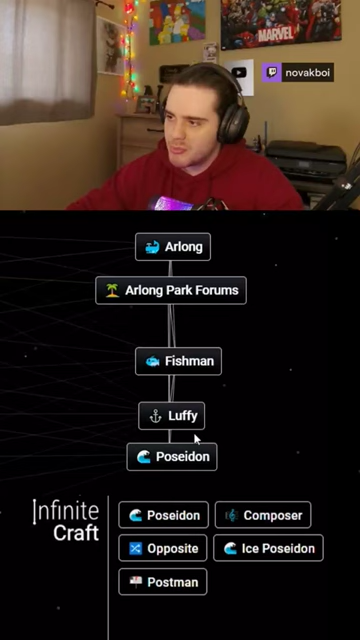 MARVEL
novakboi
Arlong
Arlong Park Forums
Fishman
Luffy
Poseidon
Infinite
Craft
Poseidon
Composer
Opposite
Ice Poseidon
Postman